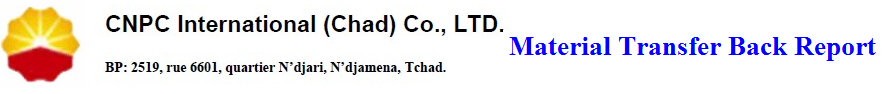 CNPC International (Chad) Co., LTD.
Material Transfer Back Report
BP: 2519, rue 6601, quartier N’djari, N’djamena, Tchad.